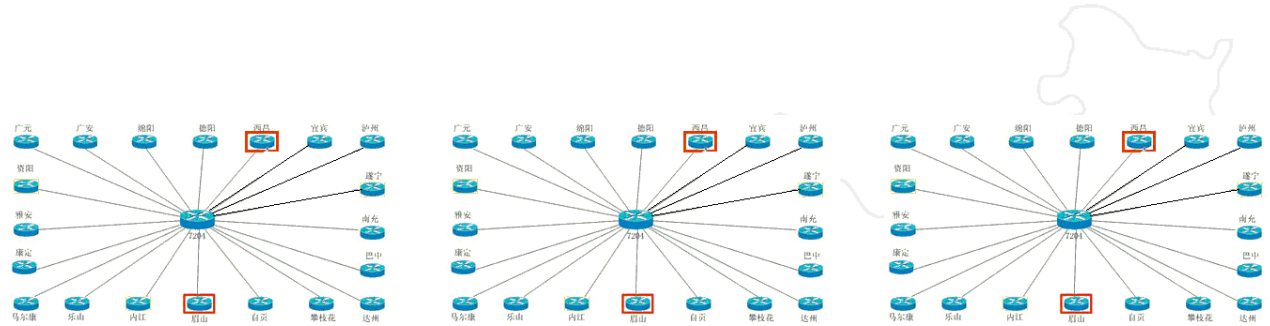 广元 广安 绵阳 德阳 西昌 宜宾 泸州
资阳
遂宁
雅安
南充
7204
康定
巴中
马尔康 乐山 内江 眉山 自贡 攀枝花 达州
广元 广安 绵阳 德阳 西昌 宜宾 泸州
资阳
遂宁
雅安
南充
7204
康定
巴中
马尔康 乐山 内江 眉山 自贡 攀枝花 达州
广元 广安 绵阳 德阳 西昌 宜宾 泸州
资阳
遂宁
雅安
南充
7204
康定
巴中
马尔康 乐山 内江 眉山 自贡 攀枝花 达州